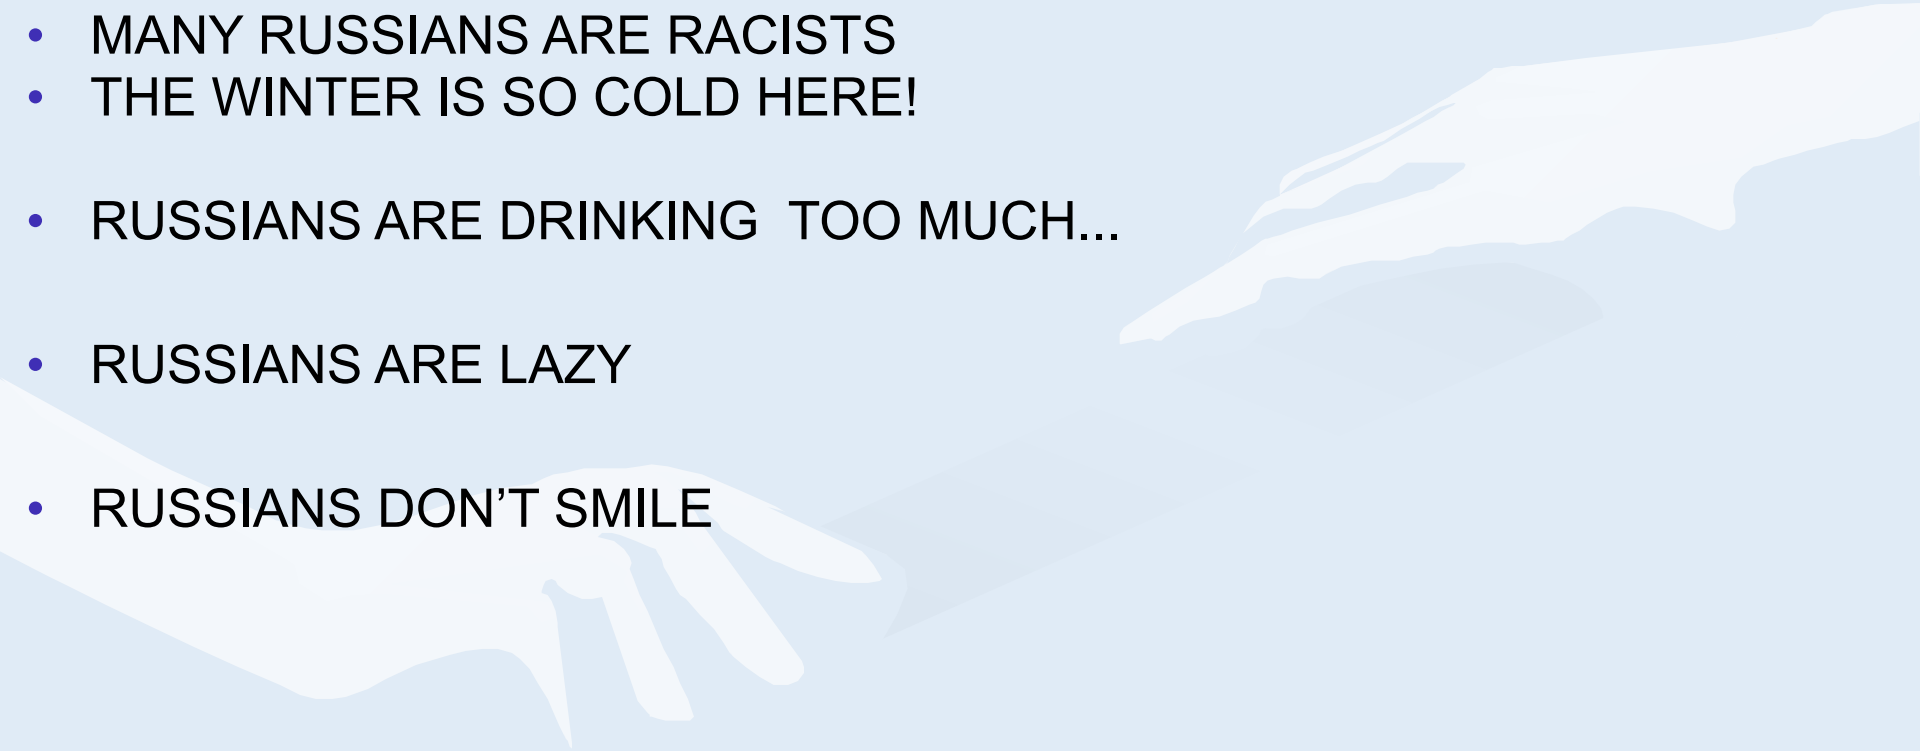 • MANY RUSSIANS ARE RACISTS
• THE WINTER IS SO COLD HERE!
• RUSSIANS ARE DRINKING  TOO MUCH...
• RUSSIANS ARE LAZY
• RUSSIANS DON’T SMILE